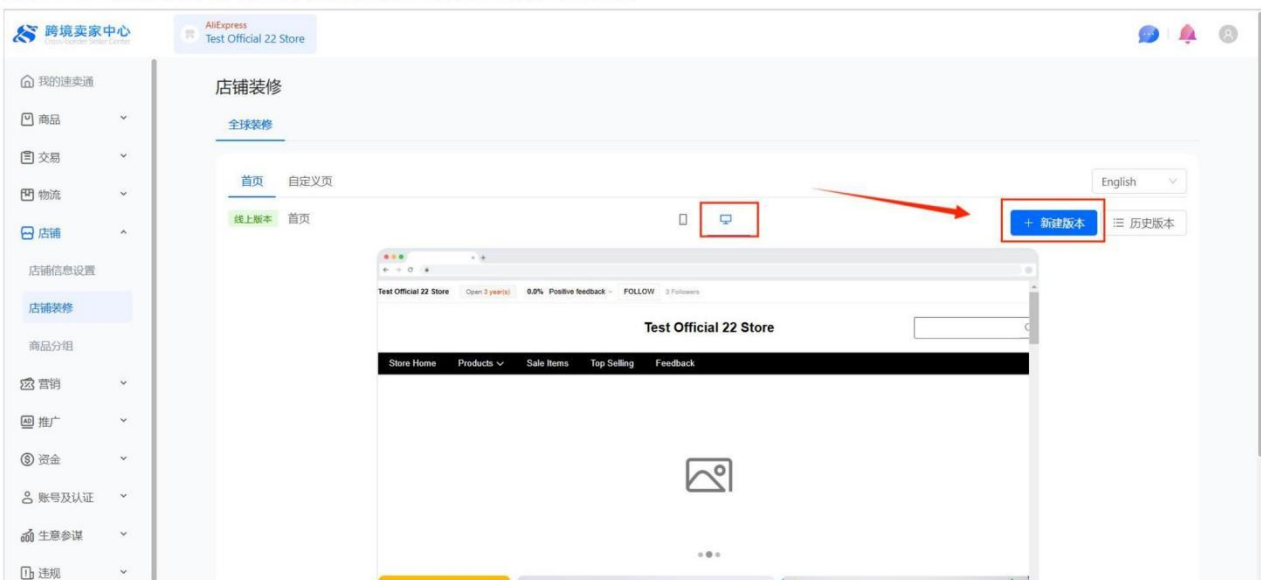 跨境卖家中心
AliExpress
Test Official 22 Store
我的速卖通
商品
交易
物流
店铺
店铺信息设置
店铺装修
商品分组
营销
推广
资金
账号及认证
生意参谋
违规
店铺装修
全球装修
首页 自定义页
English
线上版本 首页
+ 新建版本 历史版本
Test Official 22 Store Open 3 year(s) 0.0% Positive feedback FOLLOW 3 Followers
Test Official 22 Store
Store Home Products Sale Items Top Selling Feedback